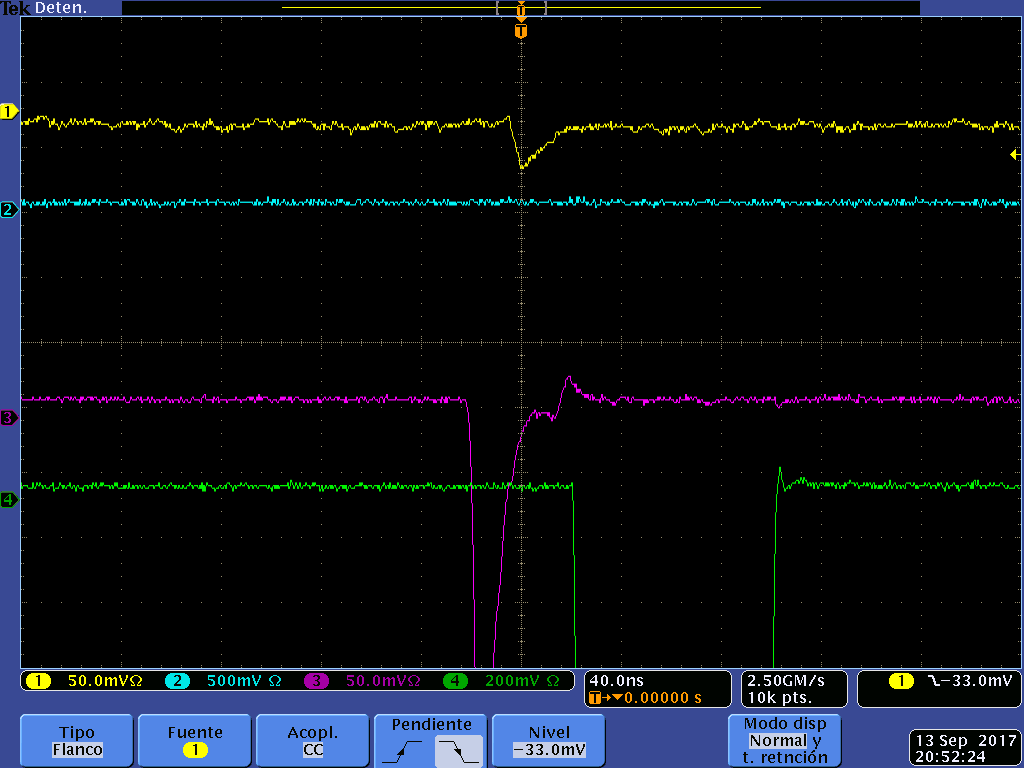 Tek Deten.
T
T
1
2
3
4
1 50.0mVΩ 2 500mV Ω 3 50.0mVΩ 4 200mV Ω
40.0ns
T→▼0.00000 s
2.50GM/s
10k pts.
1 -33.0mV
Tipo
Flanco
Fuente
1
Acopl.
CC
Pendiente
Nivel
-33.0mV
Modo disp
Normal y
t. retnción
13 Sep 2017
20:52:24